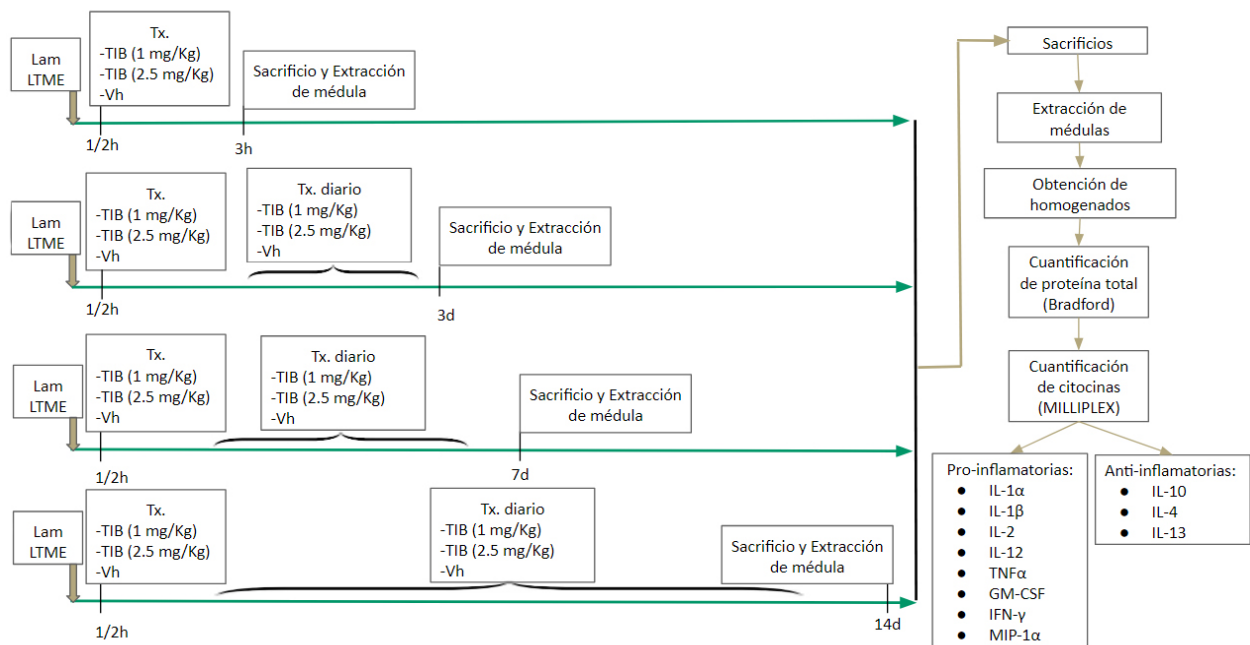 Lam
LTME
Tx.
-TIB (1 mg/Kg)
-TIB (2.5 mg/Kg)
-Vh
Sacrificio y Extracción
de médula
1/2h
3h
Lam
LTME
Tx.
-TIB (1 mg/Kg)
-TIB (2.5 mg/Kg)
-Vh
Tx. diario
-TIB (1 mg/Kg)
-TIB (2.5 mg/Kg)
-Vh
Sacrificio y Extracción
de médula
1/2h
3d
Lam
LTME
Tx.
-TIB (1 mg/Kg)
-TIB (2.5 mg/Kg)
-Vh
Tx. diario
-TIB (1 mg/Kg)
-TIB (2.5 mg/Kg)
-Vh
Sacrificio y Extracción
de médula
1/2h
7d
Lam
LTME
Tx.
-TIB (1 mg/Kg)
-TIB (2.5 mg/Kg)
-Vh
Tx. diario
-TIB (1 mg/Kg)
-TIB (2.5 mg/Kg)
-Vh
Sacrificio y Extracción
de médula
1/2h
14d
Sacrificios
Extracción de
médulas
Obtención de
homogenados
Cuantificación
de proteína total
(Bradford)
Cuantificación
de citocinas
(MILLIPLEX)
Pro-inflamatorias:
● IL-1α
● IL-1β
● IL-2
● IL-12
● TNFα
● GM-CSF
● IFN-γ
● MIP-1α
Anti-inflamatorias:
● IL-10
● IL-4
● IL-13